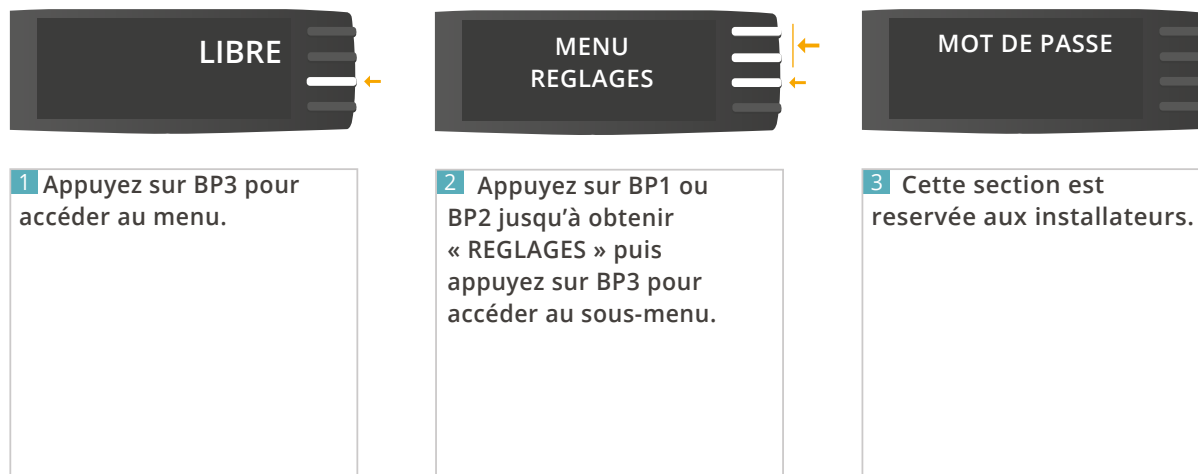 LIBRE
MENU
REGLAGES
MOT DE PASSE
1 Appuyez sur BP3 pour
accéder au menu.
2 Appuyez sur BP1 ou
BP2 jusqu’à obtenir
« REGLAGES » puis
appuyez sur BP3 pour
accéder au sous-menu.
3 Cette section est
reservée aux installateurs.